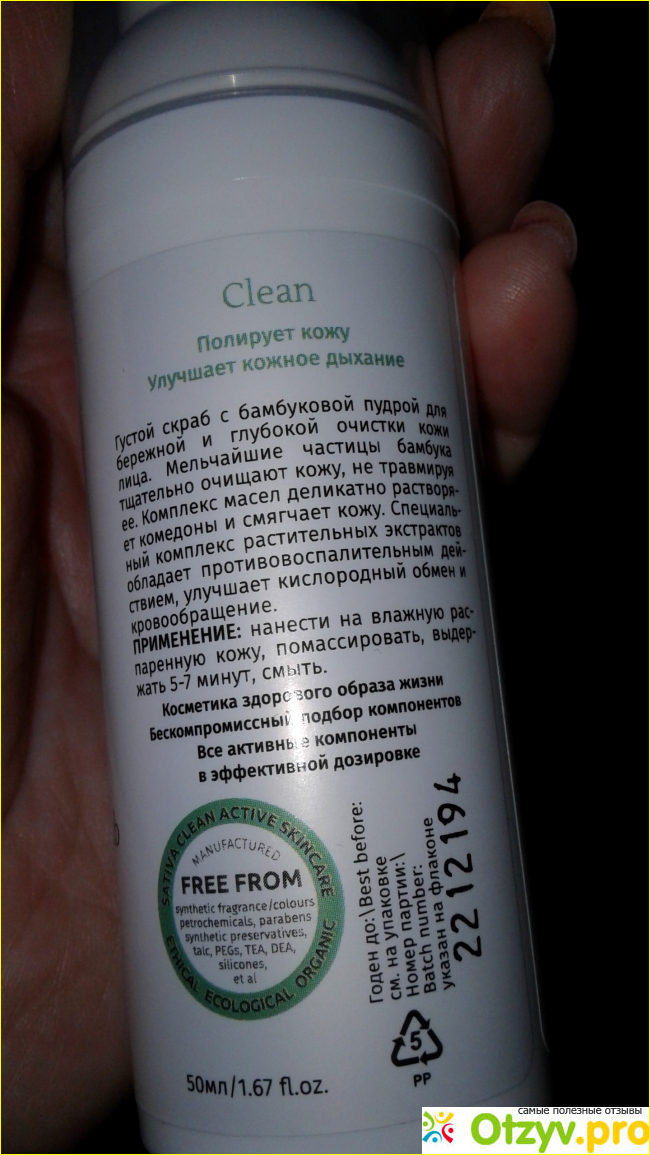 Clean
Полирует кожу
Улучшает кожное дыхание
Густой скраб с бамбуковой пудрой для
бережной и глубокой очистки кожи
лица. Мельчайшие частицы бамбука
тщательно очищают кожу, не травмируя
ее. Комплекс масел деликатно растворя-
ет комедоны и смягчает кожу. Специаль-
ный комплекс растительных экстрактов
обладает противовоспалительным дей-
ствием, улучшает кислородный обмен и
кровообращение.
ПРИМЕНЕНИЕ: нанести на влажную рас-
паренную кожу, помассировать, выдер-
жать 5-7 минут, смыть.
Косметика здорового образа жизни
Бескомпромиссный подбор компонентов
Все активные компоненты
в эффективной дозировке
SATIVA CLEAN ACTIVE SKINCARE
MANUFACTURED
FREE FROM
synthetic fragrance/colours
petrochemicals, parabens
synthetic preservatives,
talc, PEGs, TEA, DEA,
silicones,
et al
ETHICAL ECOLOGICAL ORGANIC
Годен до:\Best before:
см. на упаковке
Номер партии:\
Batch number:
указан на флаконе
22 12 194
5
PP
50мл/1.67 fl.oz.
самые полезные отзывы
Otzyv.pro